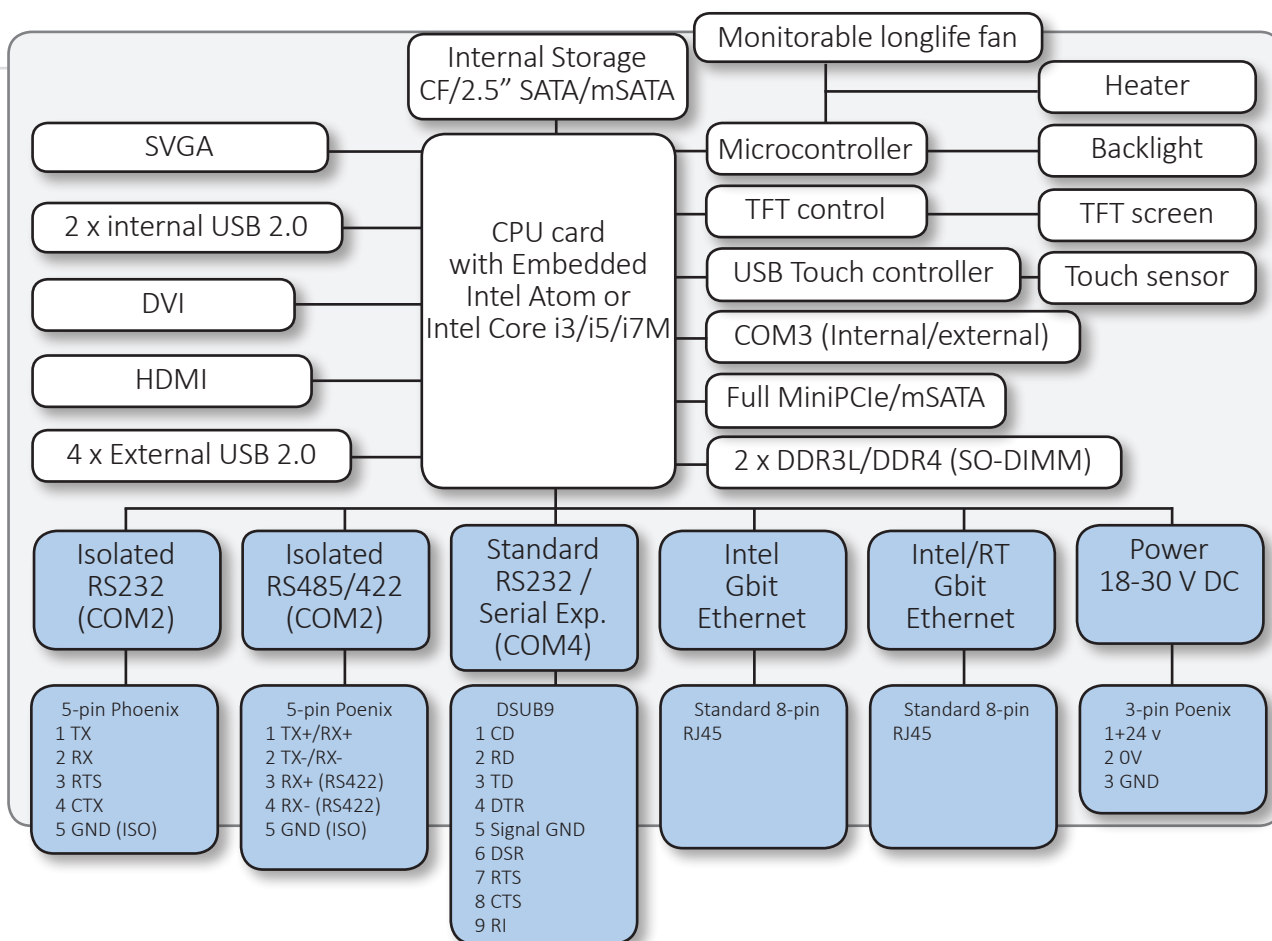 Monitorable longlife fan
Internal Storage
CF/2.5” SATA/mSATA
Heater
SVGA
Microcontroller
Backlight
2 x internal USB 2.0
TFT control
TFT screen
CPU card
with Embedded
Intel Atom or
Intel Core i3/i5/i7M
USB Touch controller
Touch sensor
DVI
COM3 (Internal/external)
HDMI
Full MiniPCIe/mSATA
4 x External USB 2.0
2 x DDR3L/DDR4 (SO-DIMM)
Isolated
RS232
(COM2)
Isolated
RS485/422
(COM2)
Standard
RS232 /
Serial Exp.
(COM4)
Intel
Gbit
Ethernet
Intel/RT
Gbit
Ethernet
Power
18-30 V DC
5-pin Phoenix
1 TX
2 RX
3 RTS
4 CTX
5 GND (ISO)
5-pin Poenix
1 TX+/RX+
2 TX-/RX-
3 RX+ (RS422)
4 RX- (RS422)
5 GND (ISO)
DSUB9
1 CD
2 RD
3 TD
4 DTR
5 Signal GND
6 DSR
7 RTS
8 CTS
9 RI
Standard 8-pin
RJ45
Standard 8-pin
RJ45
3-pin Poenix
1+24 v
2 0V
3 GND